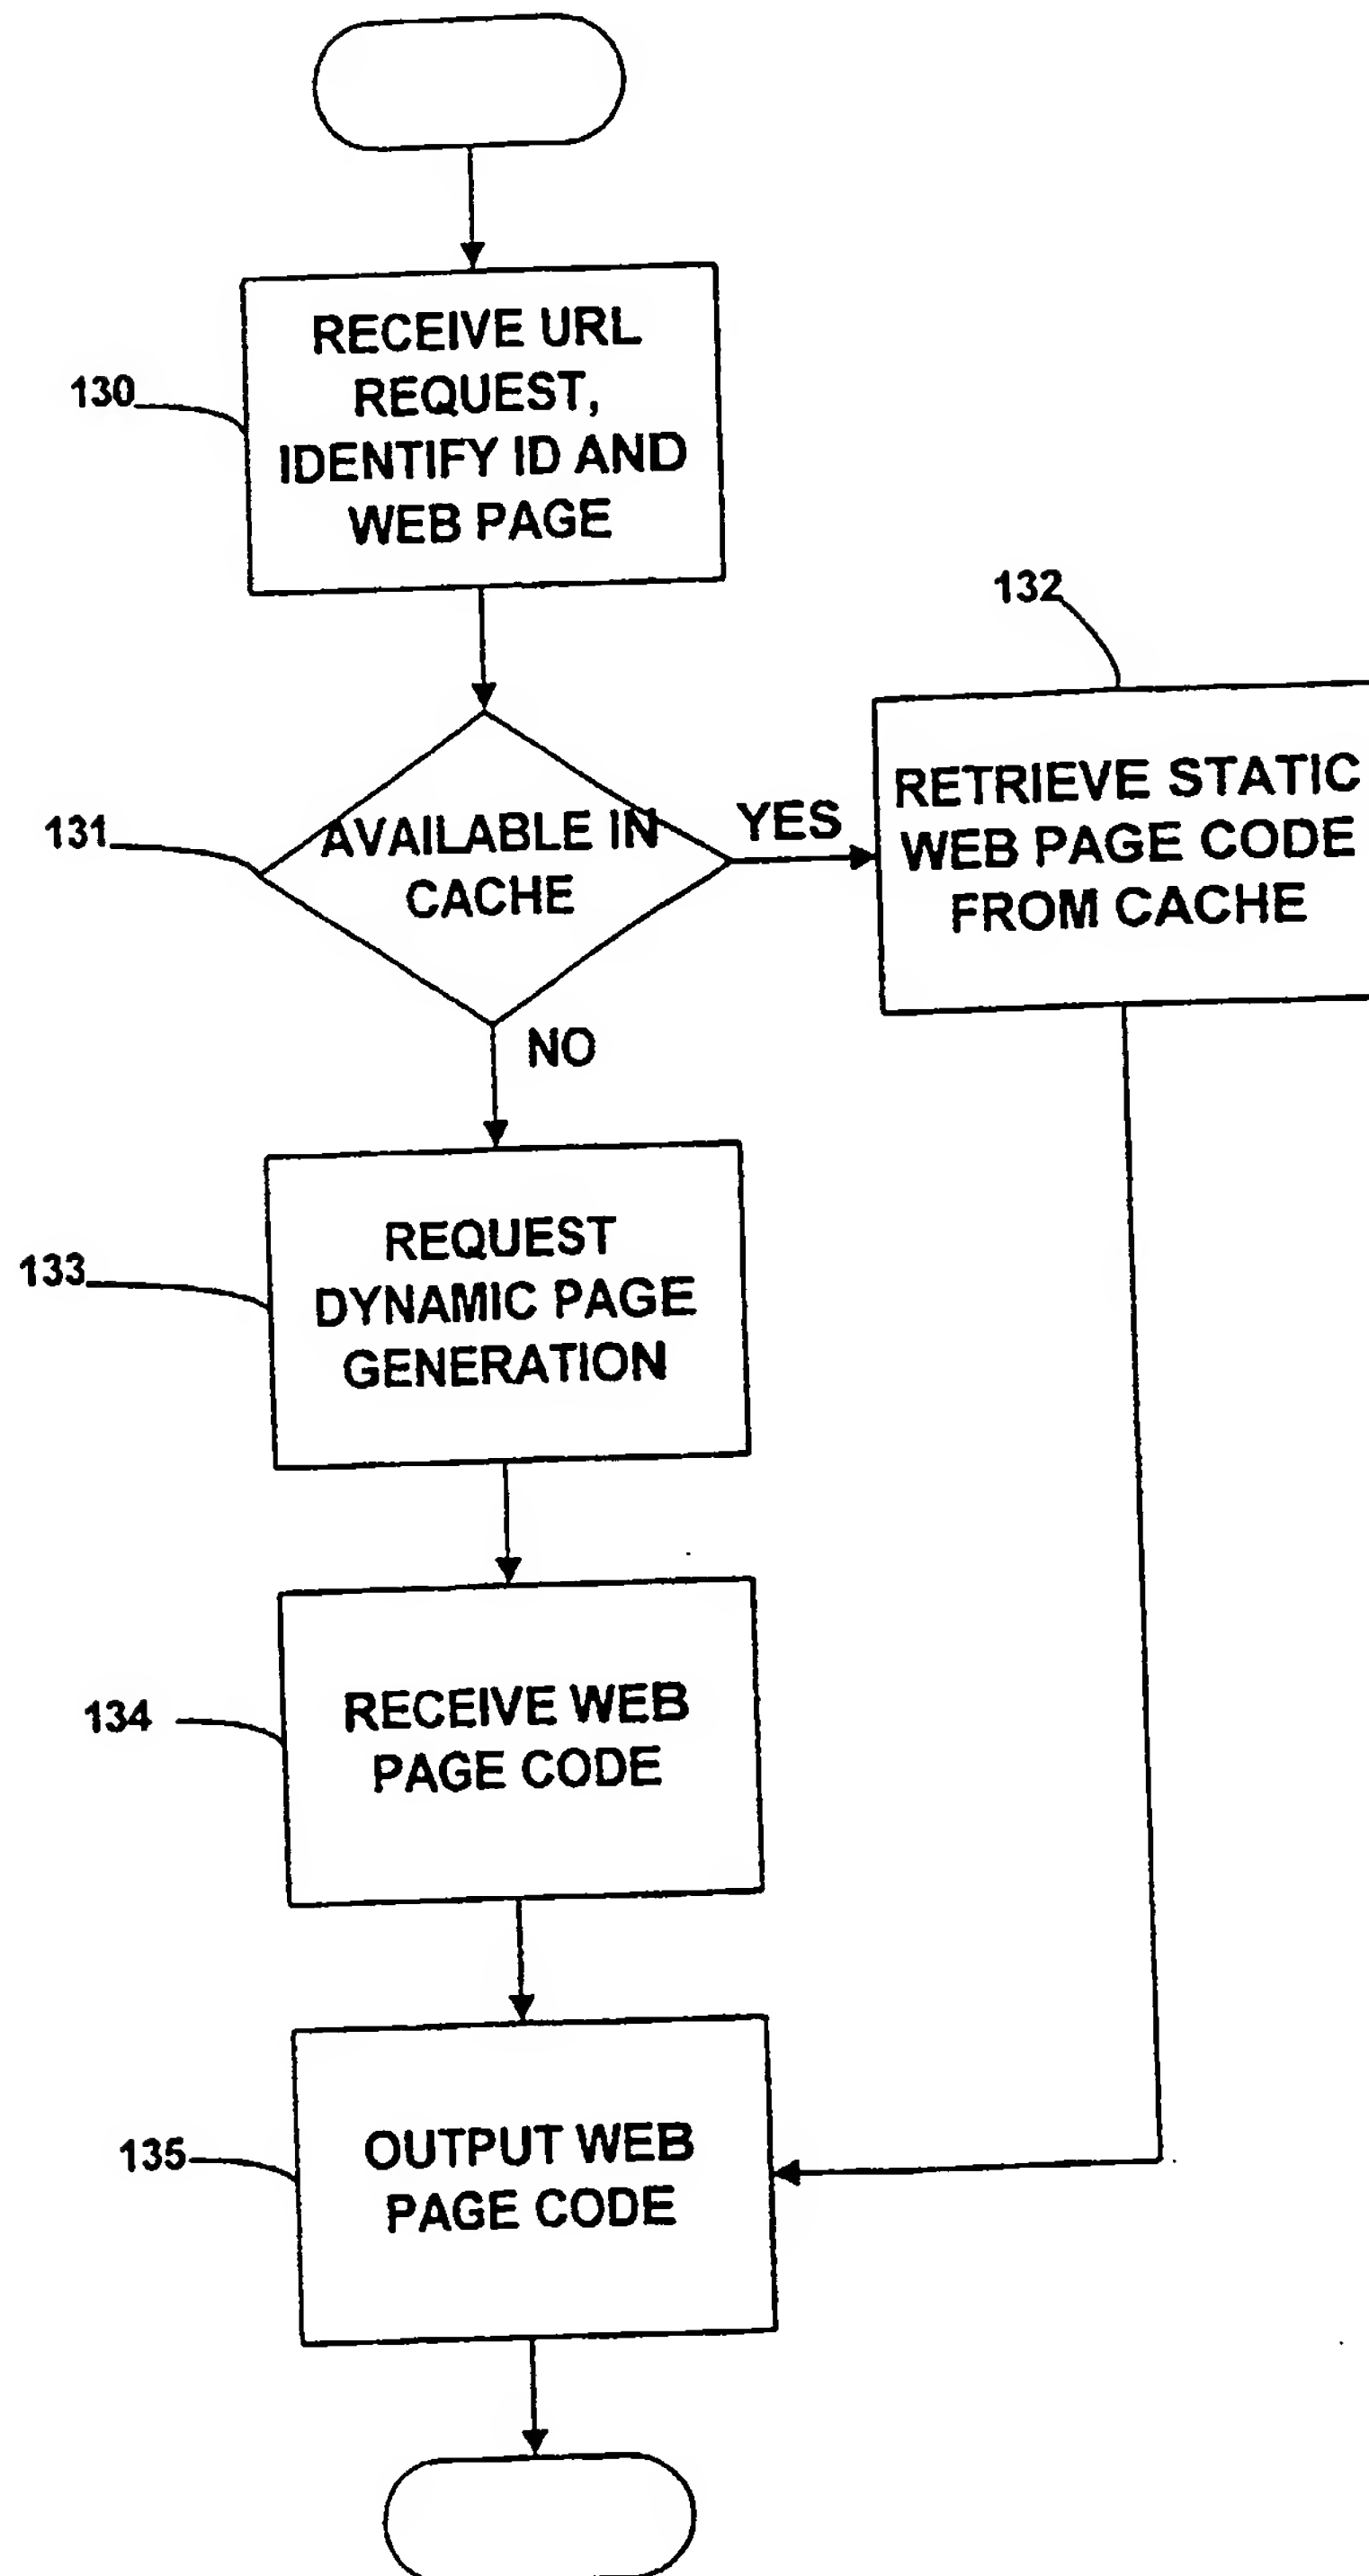 130
RECEIVE URL
REQUEST,
IDENTIFY ID AND
WEB PAGE
131
AVAILABLE IN
CACHE
YES
132
RETRIEVE STATIC
WEB PAGE CODE
FROM CACHE
NO
133
REQUEST
DYNAMIC PAGE
GENERATION
134
RECEIVE WEB
PAGE CODE
135
OUTPUT WEB
PAGE CODE